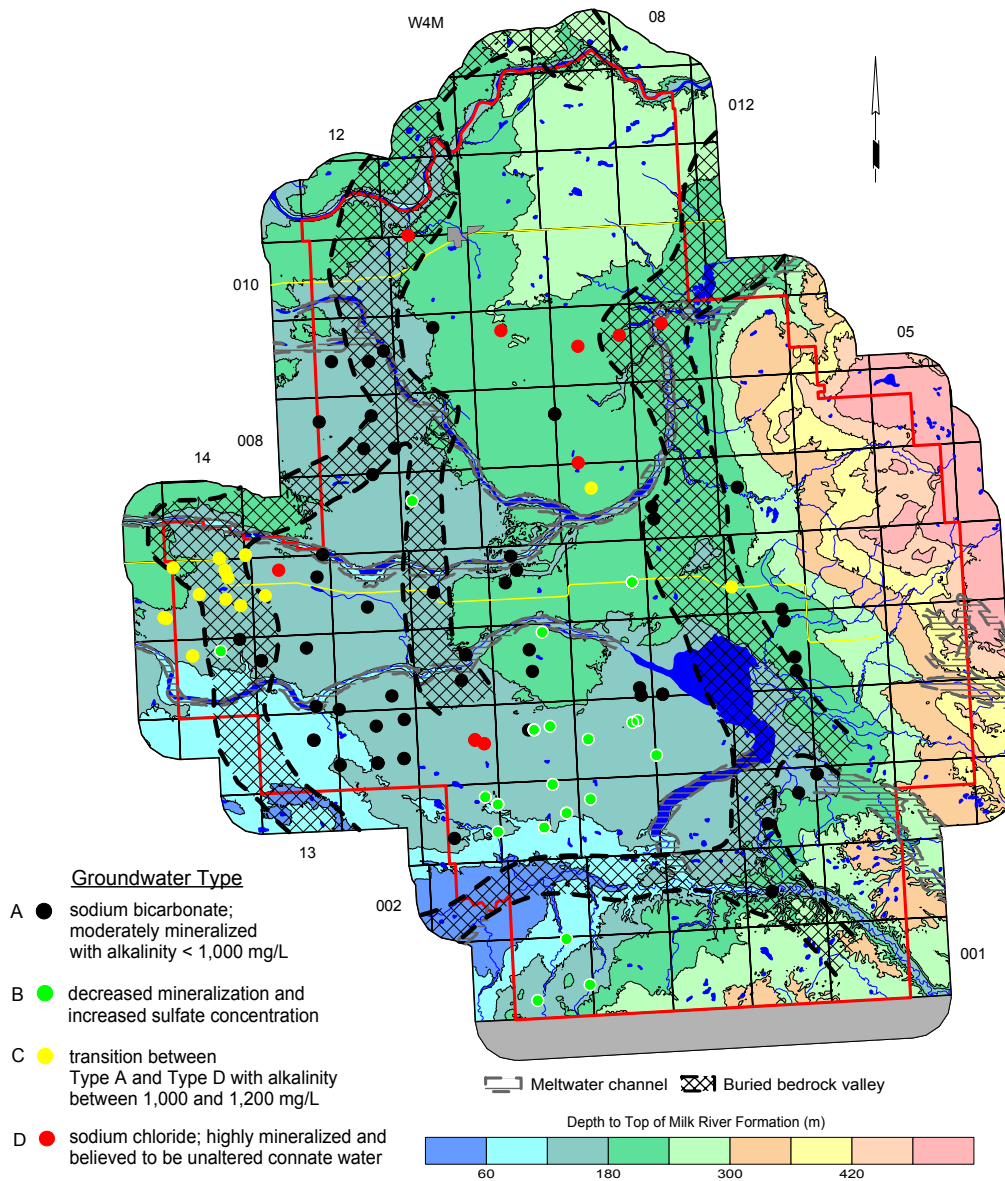 W4M
08
012
12
010
05
008
14
13
002
001
Groundwater Type
A sodium bicarbonate;
moderately mineralized
with alkalinity < 1,000 mg/L
B decreased mineralization and
increased sulfate concentration
C transition between
Type A and Type D with alkalinity
between 1,000 and 1,200 mg/L
D sodium chloride; highly mineralized and
believed to be unaltered connate water
Meltwater channel Buried bedrock valley
Depth to Top of Milk River Formation (m)
60 180 300 420